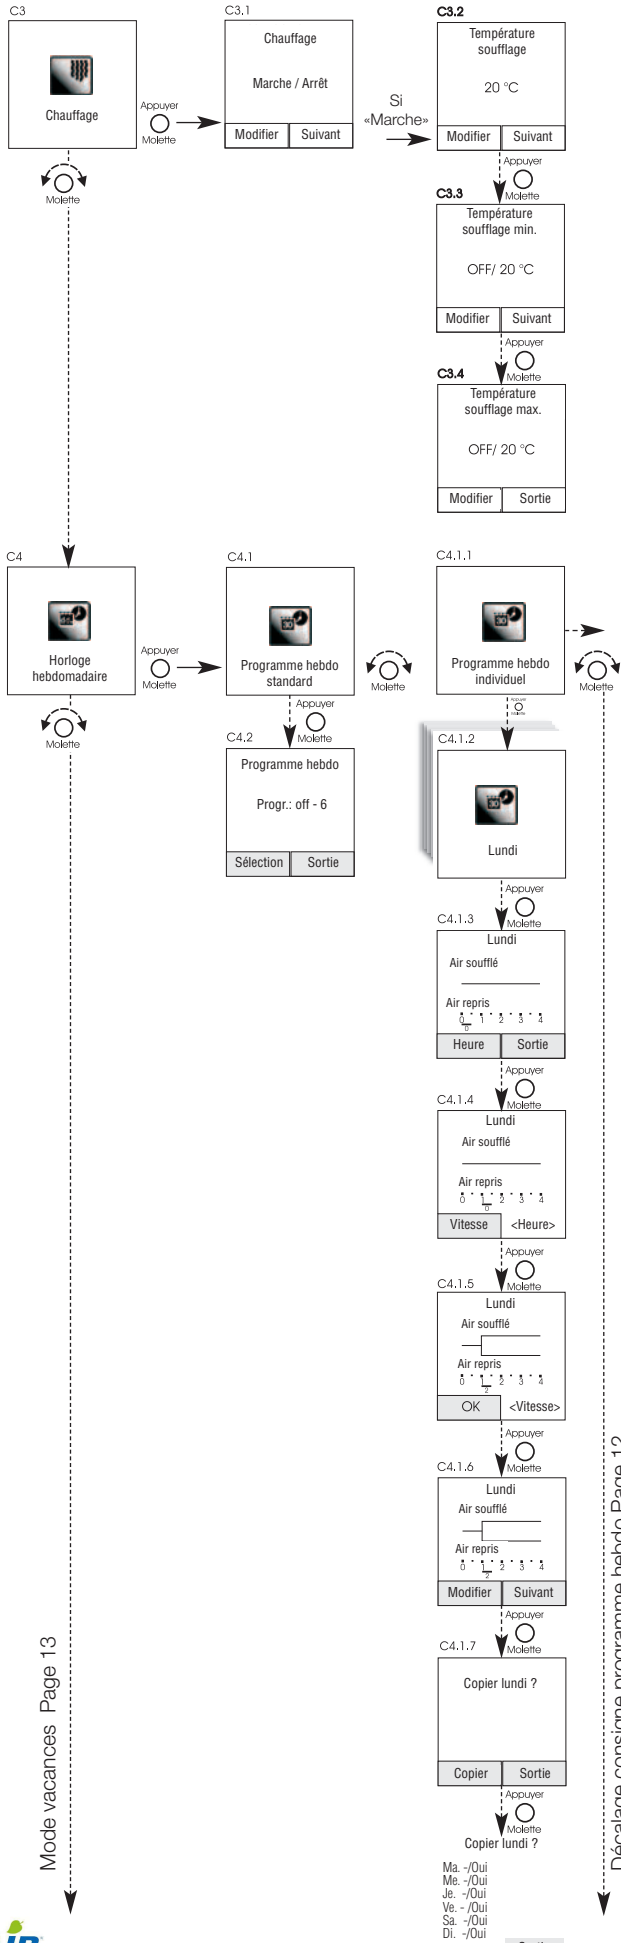 C3
Chauffage
Appuyer
Molette
Molette
C3.1
Chauffage
Marche / Arrêt
Modifier
Suivant
Si
«Marche»
C3.2
Température
soufflage
20 °C
Modifier
Suivant
Appuyer
Molette
C3.3
Température
soufflage min.
OFF/ 20 °C
Modifier
Suivant
Appuyer
Molette
C3.4
Température
soufflage max.
OFF/ 20 °C
Modifier
Sortie
C4
Horloge
hebdomadaire
Appuyer
Molette
Molette
C4.1
Programme hebdo
standard
Molette
Appuyer
Molette
C4.2
Programme hebdo
Progr.: off - 6
Sélection
Sortie
C4.1.1
Programme hebdo
individuel
Molette
Appuyer
Molette
C4.1.2
Lundi
Appuyer
Molette
C4.1.3
Lundi
Air soufflé
Air repris
0 1 2 3 4
0
Heure
Sortie
Appuyer
Molette
C4.1.4
Lundi
Air soufflé
Air repris
0 1 2 3 4
0
Vitesse
<Heure>
Appuyer
Molette
C4.1.5
Lundi
Air soufflé
Air repris
0 1 2 3 4
2
OK
<Vitesse>
Appuyer
Molette
C4.1.6
Lundi
Air soufflé
Air repris
0 1 2 3 4
2
Modifier
Suivant
Appuyer
Molette
C4.1.7
Copier lundi ?
Copier
Sortie
Appuyer
Molette
Copier lundi ?
Ma. -/Oui
Me. -/Oui
Je. -/Oui
Ve. - /Oui
Sa. -/Oui
Di. -/Oui
Mode vacances Page 13
Décalage consigne programme hebdo Page 12